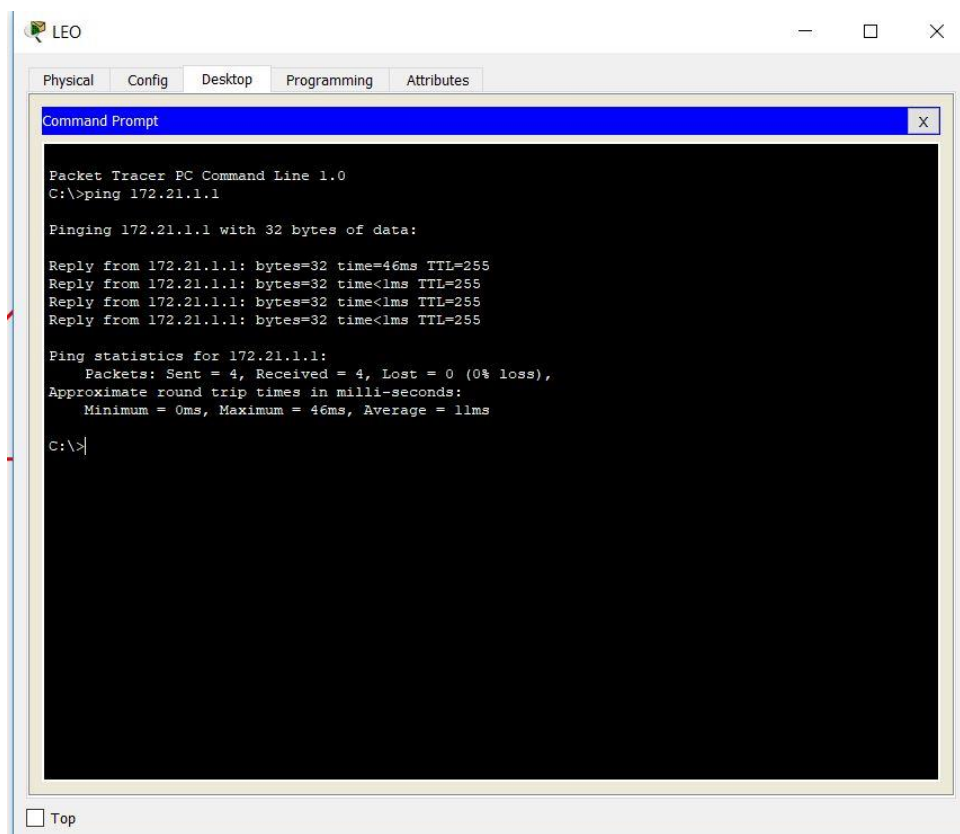 LEO
Physical Config Desktop Programming Attributes
Command Prompt
X
Packet Tracer PC Command Line 1.0
C:\>ping 172.21.1.1
Pinging 172.21.1.1 with 32 bytes of data:
Reply from 172.21.1.1: bytes=32 time=46ms TTL=255
Reply from 172.21.1.1: bytes=32 time<1ms TTL=255
Reply from 172.21.1.1: bytes=32 time<1ms TTL=255
Reply from 172.21.1.1: bytes=32 time<1ms TTL=255
Ping statistics for 172.21.1.1:
Packets: Sent = 4, Received = 4, Lost = 0 (0% loss),
Approximate round trip times in milli-seconds:
Minimum = 0ms, Maximum = 46ms, Average = 11ms
C:\>
Top